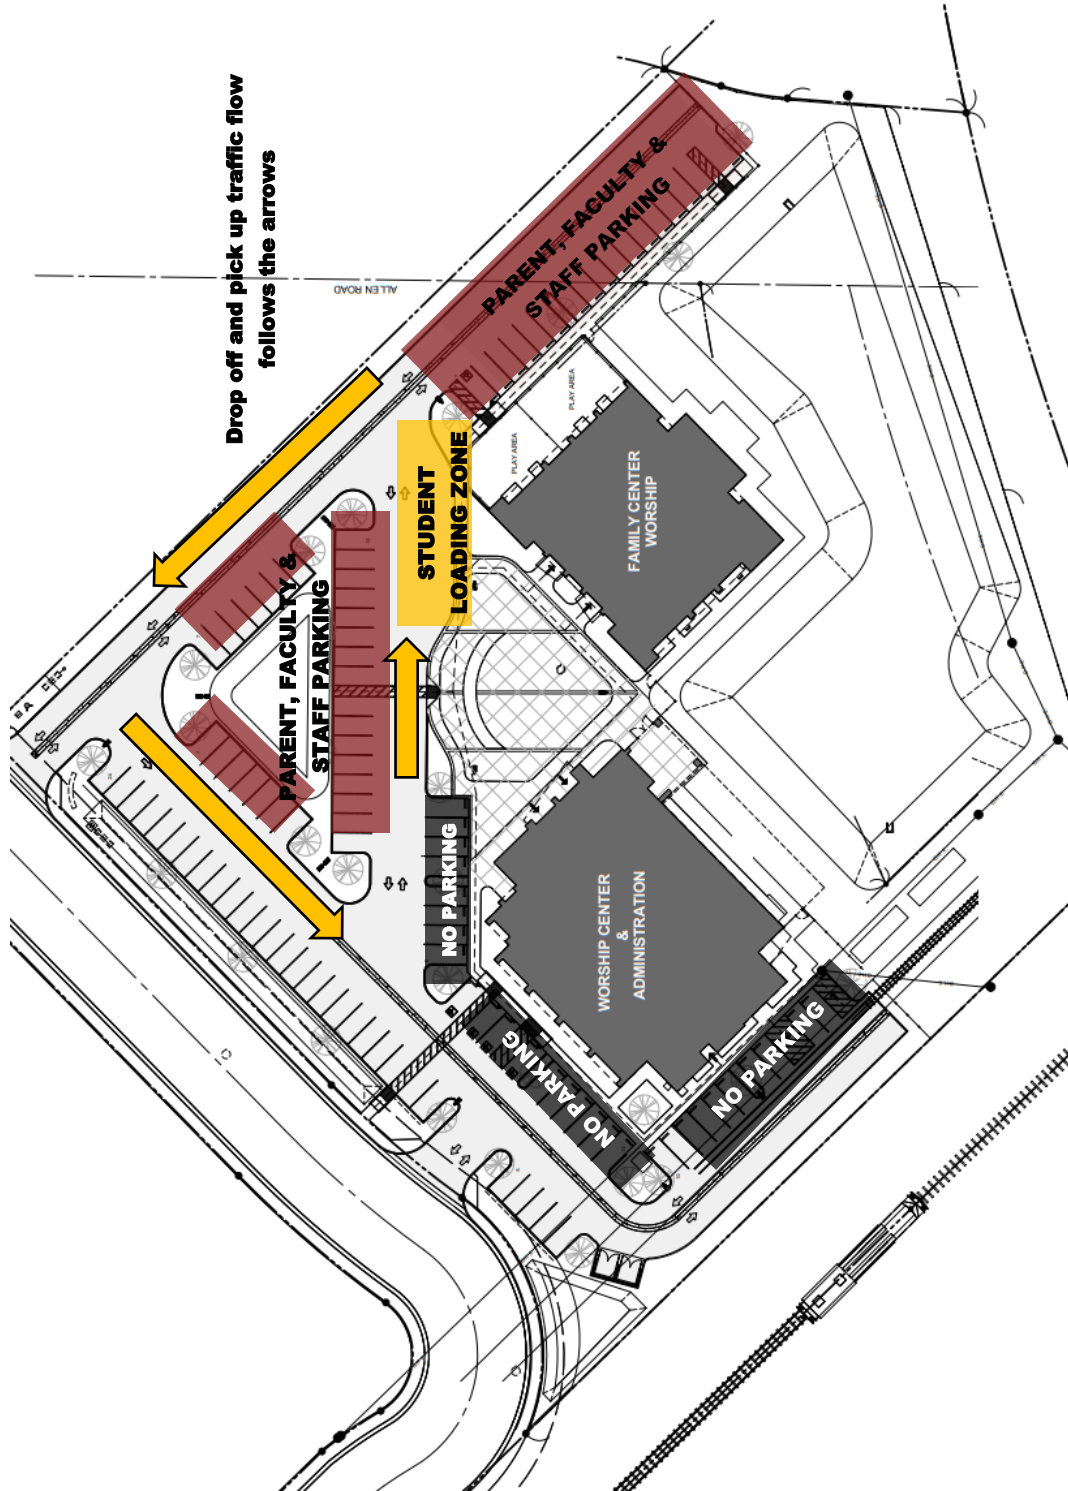 Drop off and pick up traffic flow
follows the arrows
ALLEN ROAD
PARENT, FACULTY &
STAFF PARKING
STUDENT
LOADING ZONE
PLAY AREA
PLAY AREA
FAMILY CENTER
WORSHIP
PARENT, FACULTY &
STAFF PARKING
NO PARKING
WORSHIP CENTER
&
ADMINISTRATION
NO PARKING
NO PARKING